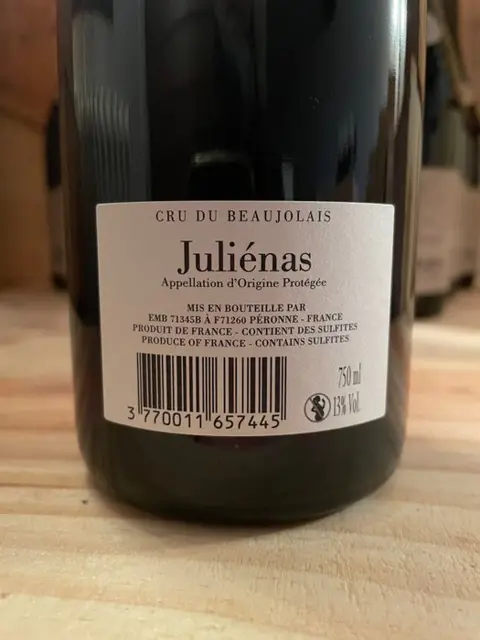 CRU DU BEAUJOLAIS
Juliénas
Appellation d'Origine Protégée
MIS EN BOUTEILLE PAR
EMB 71345B À F71260 PÉRONNE - FRANCE
PRODUIT DE FRANCE - CONTIENT DES SULFITES
PRODUCE OF FRANCE - CONTAINS SULFITES
750 ml
13% Vol.
3 770011 657445